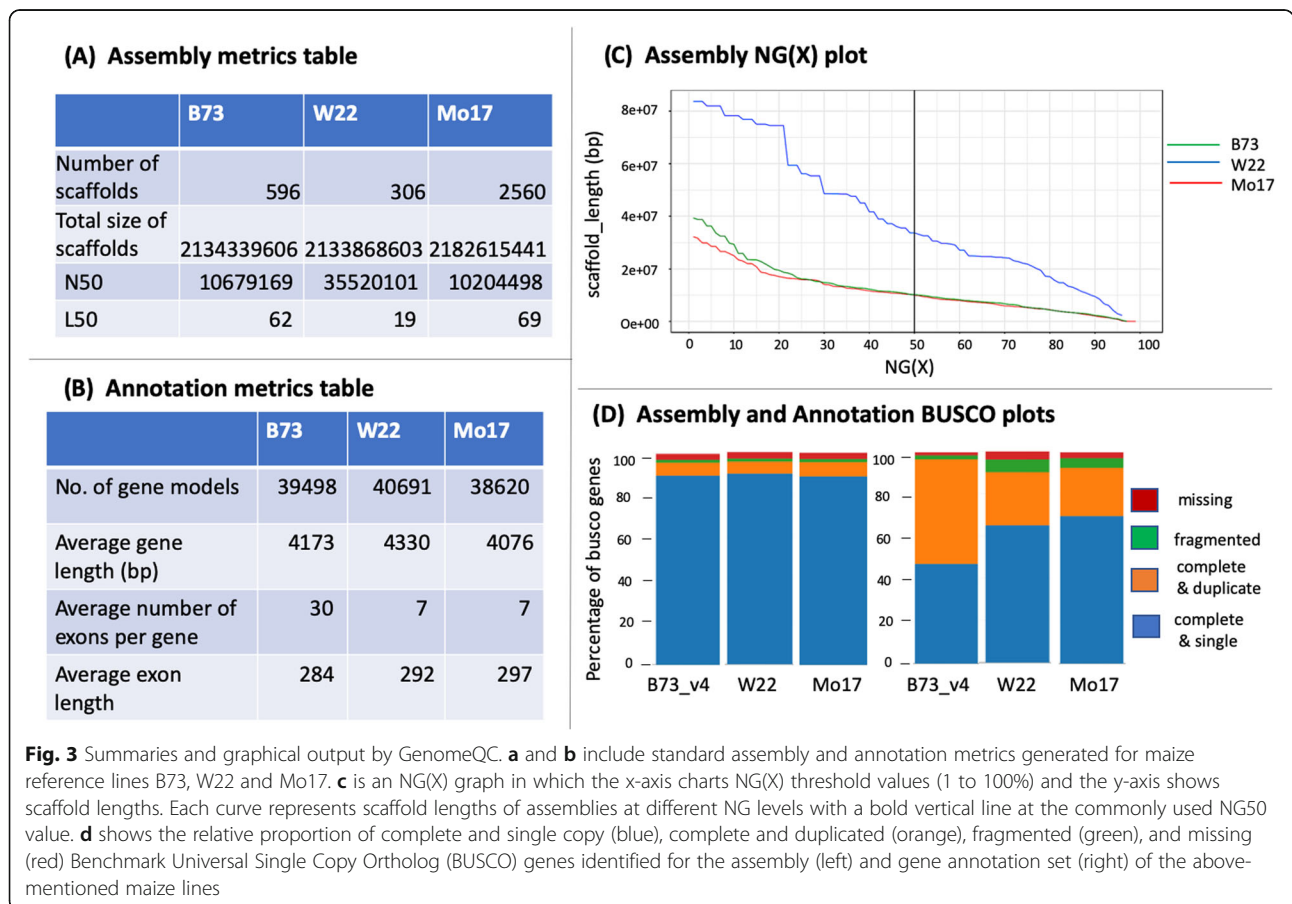 (A) Assembly metrics table
B73 W22 Mo17
Number of
scaffolds 596 306 2560
Total size of
scaffolds 2134339606 2133868603 2182615441
N50 10679169 35520101 10204498
L50 62 19 69
(B) Annotation metrics table
B73 W22 Mo17
No. of gene models 39498 40691 38620
Average gene
length (bp) 4173 4330 4076
Average number of
exons per gene 30 7 7
Average exon
length 284 292 297
(C) Assembly NG(X) plot
scaffold_length (bp)
8e+07
6e+07
4e+07
2e+07
0e+00
0 10 20 30 40 50 60 70 80 90 100
NG(X)
B73
W22
Mo17
(D) Assembly and Annotation BUSCO plots
Percentage of busco genes
100
80
60
40
20
0
B73_v4 W22 Mo17
100
80
60
40
20
0
B73_v4 W22 Mo17
missing
fragmented
complete
& duplicate
complete
& single
Fig. 3 Summaries and graphical output by GenomeQC. a and b include standard assembly and annotation metrics generated for maize
reference lines B73, W22 and Mo17. c is an NG(X) graph in which the x-axis charts NG(X) threshold values (1 to 100%) and the y-axis shows
scaffold lengths. Each curve represents scaffold lengths of assemblies at different NG levels with a bold vertical line at the commonly used NG50
value. d shows the relative proportion of complete and single copy (blue), complete and duplicated (orange), fragmented (green), and missing
(red) Benchmark Universal Single Copy Ortholog (BUSCO) genes identified for the assembly (left) and gene annotation set (right) of the above-
mentioned maize lines